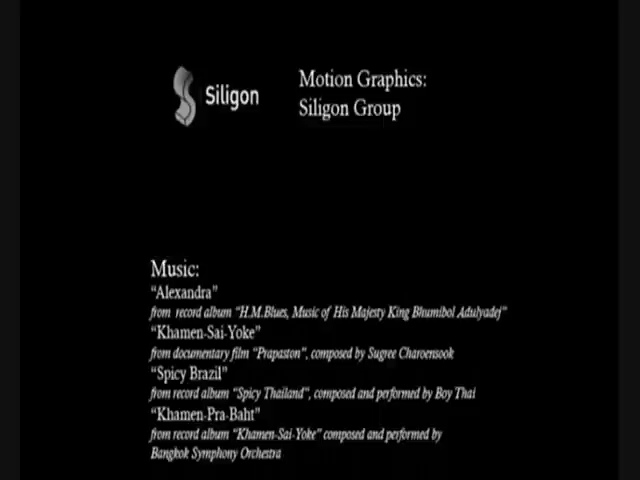 Siligon
Motion Graphics:
Siligon Group
Music:
“Alexandra”
from record album “H.M.Blues, Music of His Majesty King Bhumibol Adulyadej”
“Khamen-Sai-Yoke”
from documentary film “Prapaston”, composed by Sugree Charoensook
“Spicy Brazil”
from record album “Spicy Thailand”, composed and performed by Boy Thai
“Khamen-Pra-Baht”
from record album “Khamen-Sai-Yoke” composed and performed by
Bangkok Symphony Orchestra